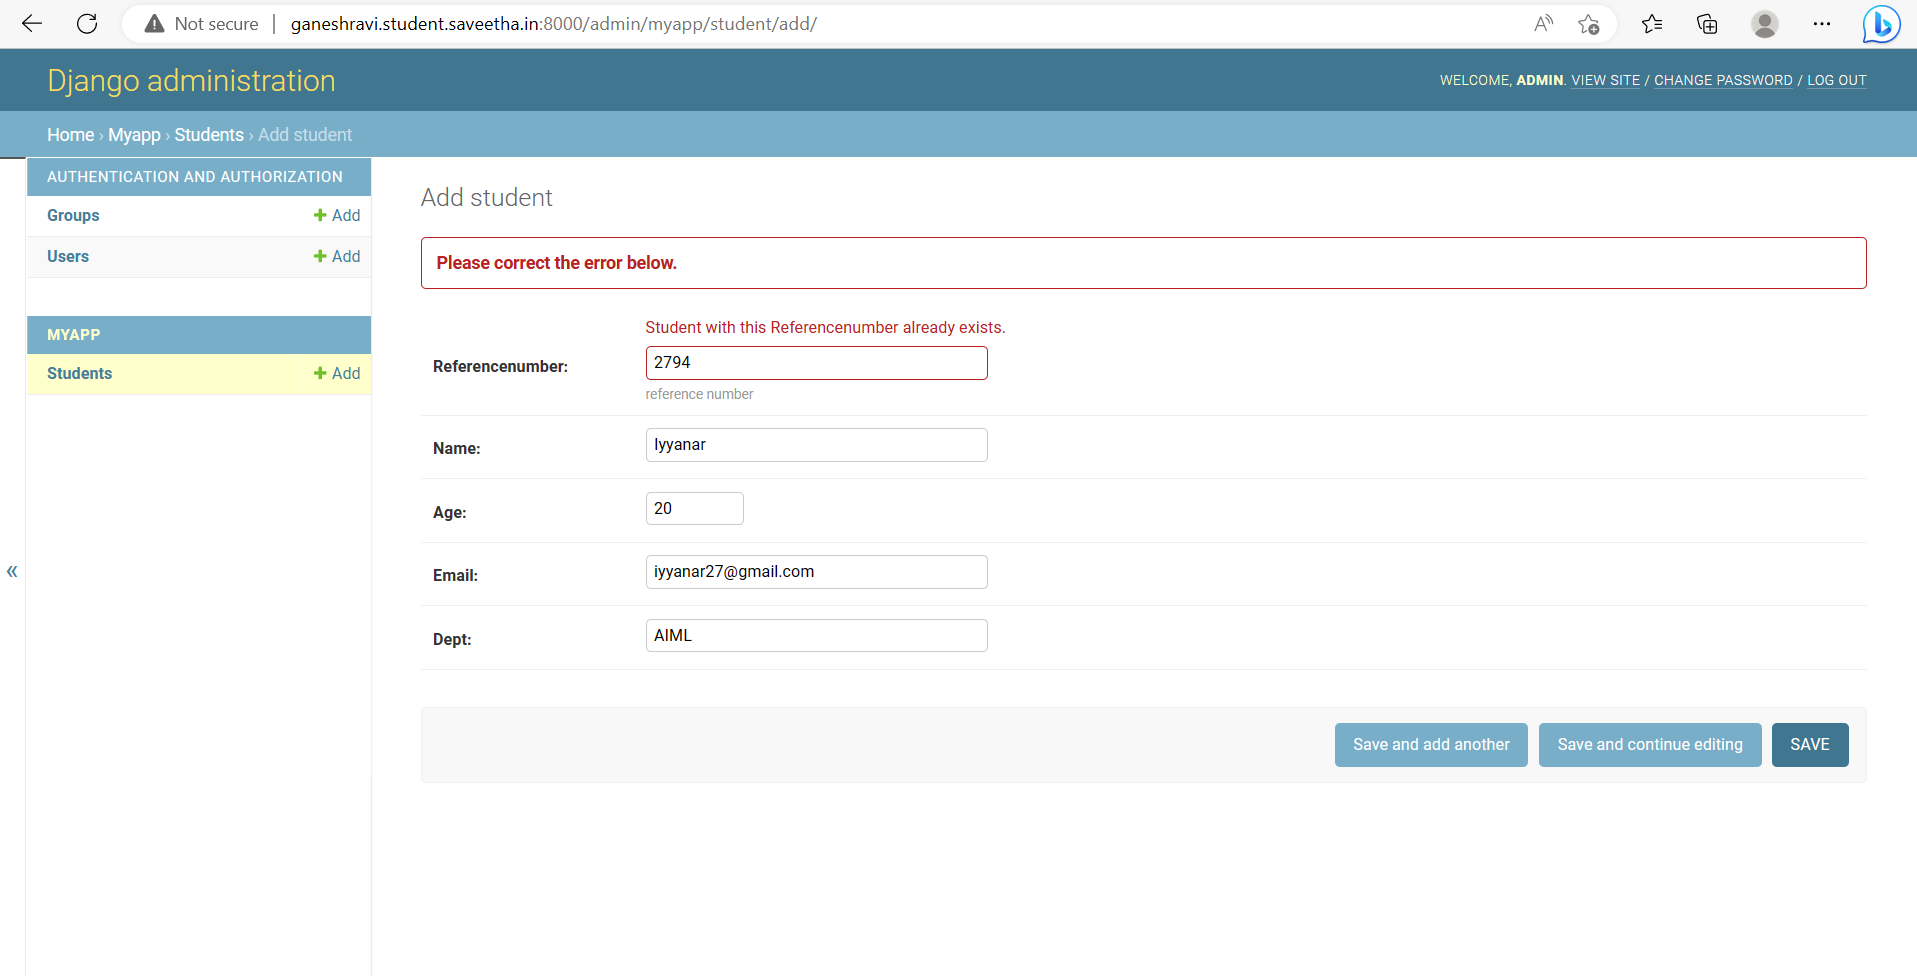 Not secure | ganeshravi.student.saveetha.in:8000/admin/myapp/student/add/
Django administration
WELCOME, ADMIN. VIEW SITE / CHANGE PASSWORD / LOG OUT
Home › Myapp › Students › Add student
AUTHENTICATION AND AUTHORIZATION
Groups + Add
Users + Add
MYAPP
Students + Add
«
Add student
Please correct the error below.
Student with this Referencenumber already exists.
Referencenumber: 2794
reference number
Name: Iyyanar
Age: 20
Email: iyyanar27@gmail.com
Dept: AIML
Save and add another Save and continue editing SAVE